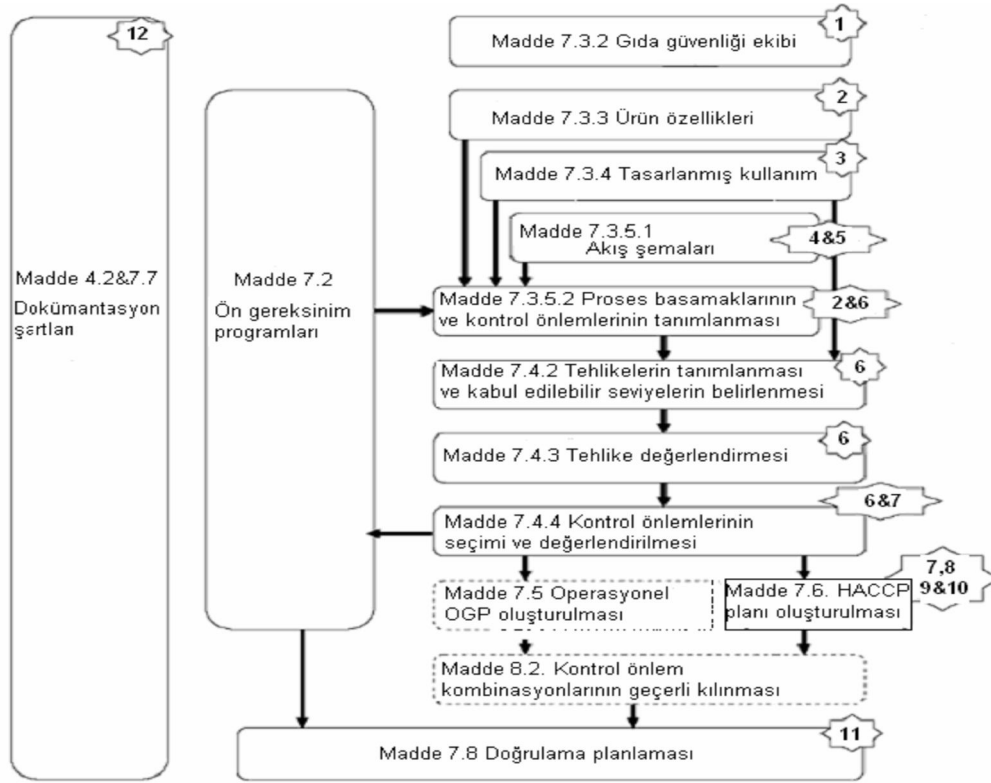 12
Madde 4.2&7.7
Dokümantasyon
şartları
Madde 7.2
Ön gereksinim
programları
1
Madde 7.3.2 Gıda güvenliği ekibi
2
Madde 7.3.3 Ürün özellikleri
3
Madde 7.3.4 Tasarlanmış kullanım
Madde 7.3.5.1
Akış şemaları
4&5
Madde 7.3.5.2 Proses basamaklarının
ve kontrol önlemlerinin tanımlanması
2&6
Madde 7.4.2 Tehlikelerin tanımlanması
ve kabul edilebilir seviyelerin belirlenmesi
6
Madde 7.4.3 Tehlike değerlendirmesi
6
Madde 7.4.4 Kontrol önlemlerinin
seçimi ve değerlendirilmesi
6&7
Madde 7.5 Operasyonel
OGP oluşturulması
Madde 7.6. HACCP
planı oluşturulması
7,8
9&10
Madde 8.2. Kontrol önlem
kombinasyonlarının geçerli kılınması
Madde 7.8 Doğrulama planlaması
11